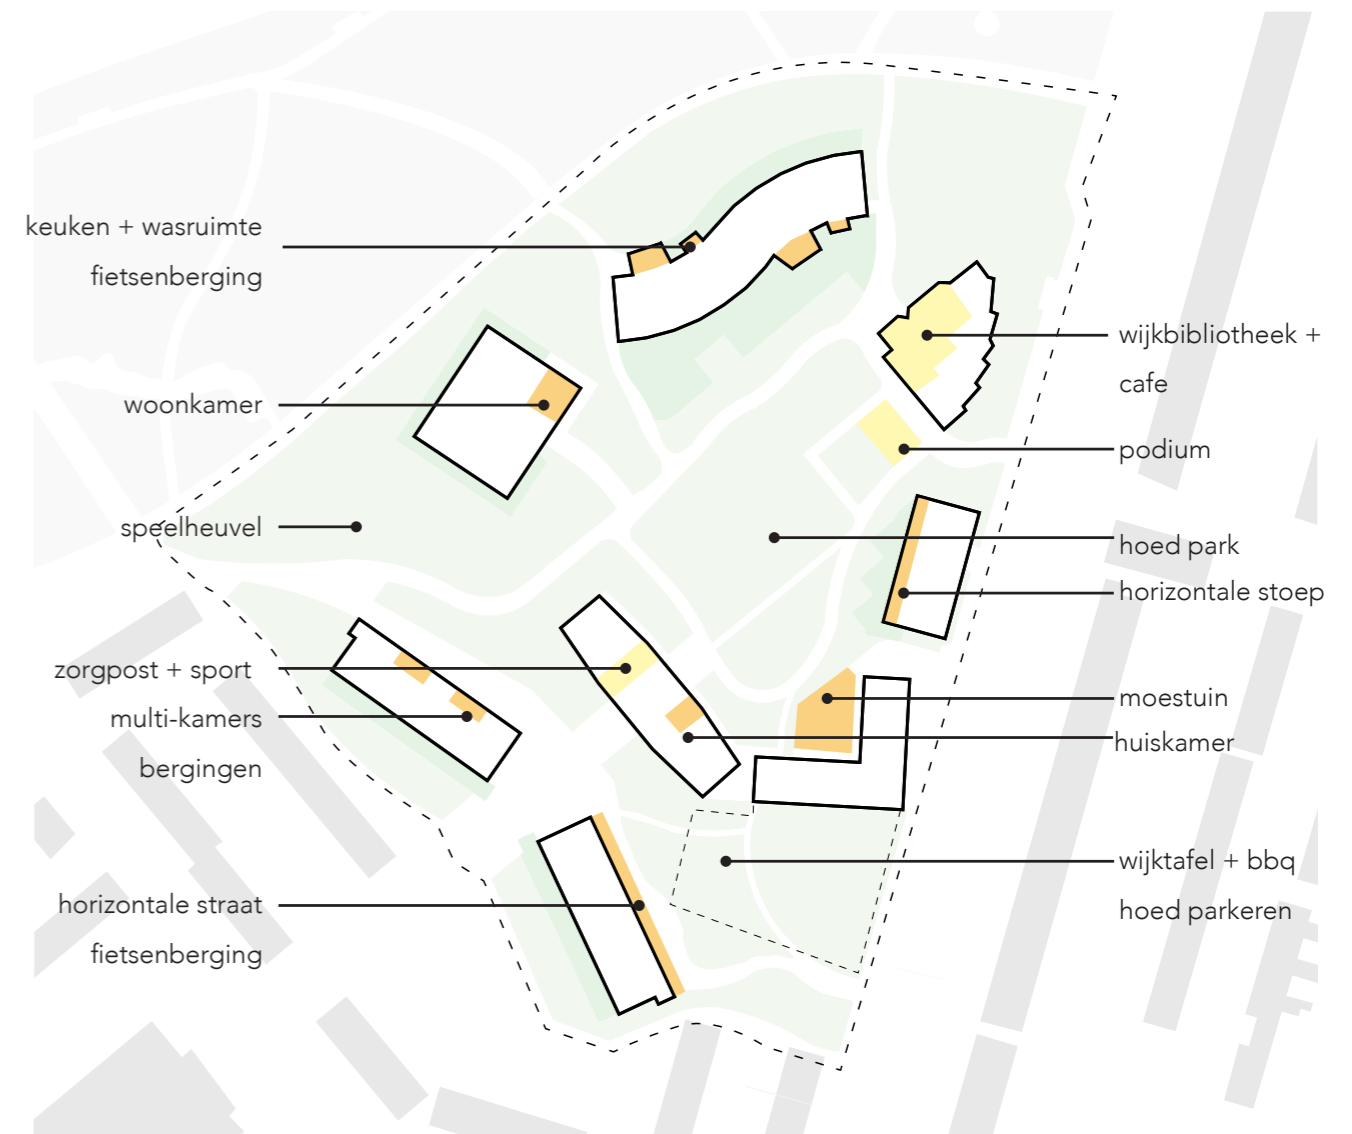 keuken + wasruimte
fietsenberging
woonkamer
speelheuvel
zorgpost + sport
multi-kamers
bergingen
horizontale straat
fietsenberging
wijkbibliotheek +
cafe
podium
hoed park
horizontale stoep
moestuin
huiskamer
wijktafel + bbq
hoed parkeren